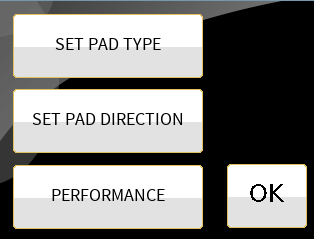 SET PAD TYPE
SET PAD DIRECTION
PERFORMANCE
OK